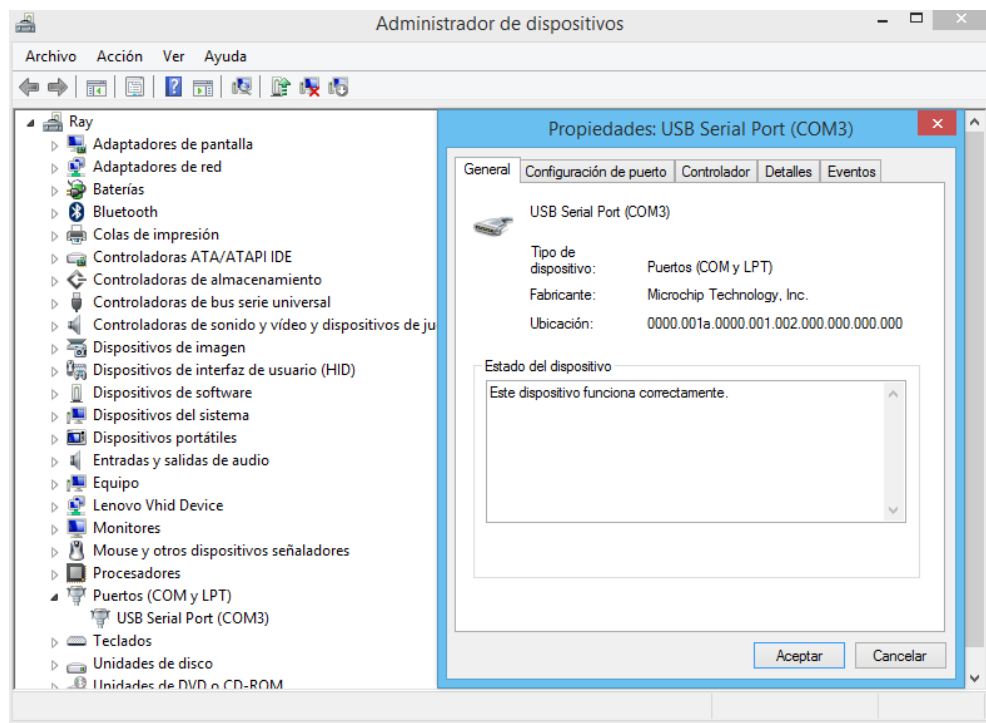 Administrador de dispositivos
Archivo Acción Ver Ayuda
Ray
Adaptadores de pantalla
Adaptadores de red
Baterías
Bluetooth
Colas de impresión
Controladoras ATA/ATAPI IDE
Controladoras de almacenamiento
Controladoras de bus serie universal
Controladoras de sonido y vídeo y dispositivos de ju
Dispositivos de imagen
Dispositivos de interfaz de usuario (HID)
Dispositivos de software
Dispositivos del sistema
Dispositivos portátiles
Entradas y salidas de audio
Equipo
Lenovo Vhid Device
Monitores
Mouse y otros dispositivos señaladores
Procesadores
Puertos (COM y LPT)
USB Serial Port (COM3)
Teclados
Unidades de disco
Unidades de DVD o CD-ROM
Propiedades: USB Serial Port (COM3)
General Configuración de puerto Controlador Detalles Eventos
USB Serial Port (COM3)
Tipo de
dispositivo: Puertos (COM y LPT)
Fabricante: Microchip Technology, Inc.
Ubicación: 0000.001a.0000.001.002.000.000.000.000
Estado del dispositivo
Este dispositivo funciona correctamente.
Aceptar Cancelar